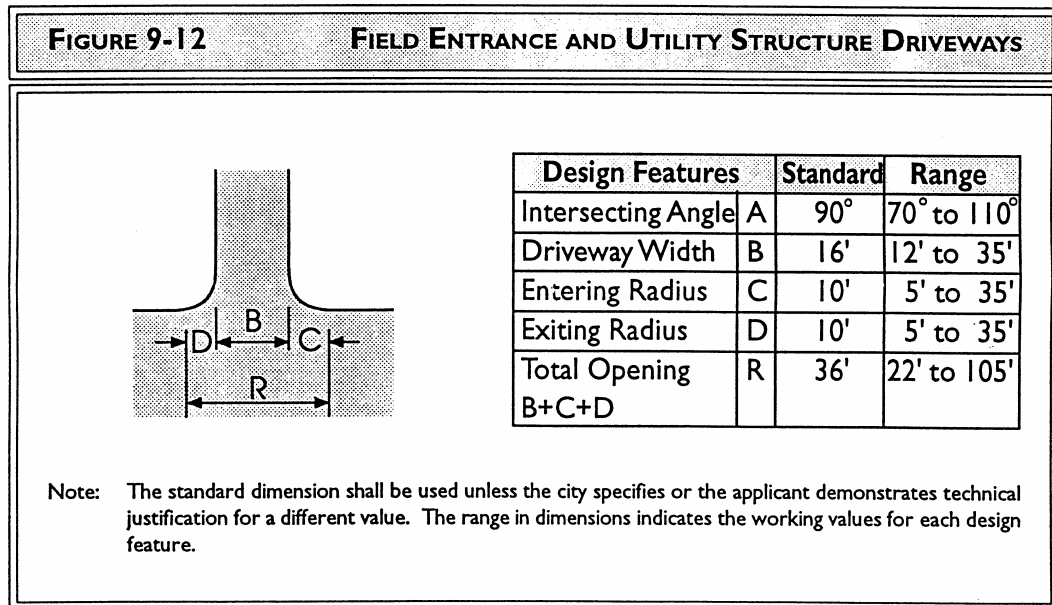 FIGURE 9-12 FIELD ENTRANCE AND UTILITY STRUCTURE DRIVEWAYS
D B C
R
Design Features Standard Range
Intersecting Angle A 90° 70° to 110°
Driveway Width B 16' 12' to 35'
Entering Radius C 10' 5' to 35'
Exiting Radius D 10' 5' to 35'
Total Opening R 36' 22' to 105'
B+C+D
Note: The standard dimension shall be used unless the city specifies or the applicant demonstrates technical
justification for a different value. The range in dimensions indicates the working values for each design
feature.